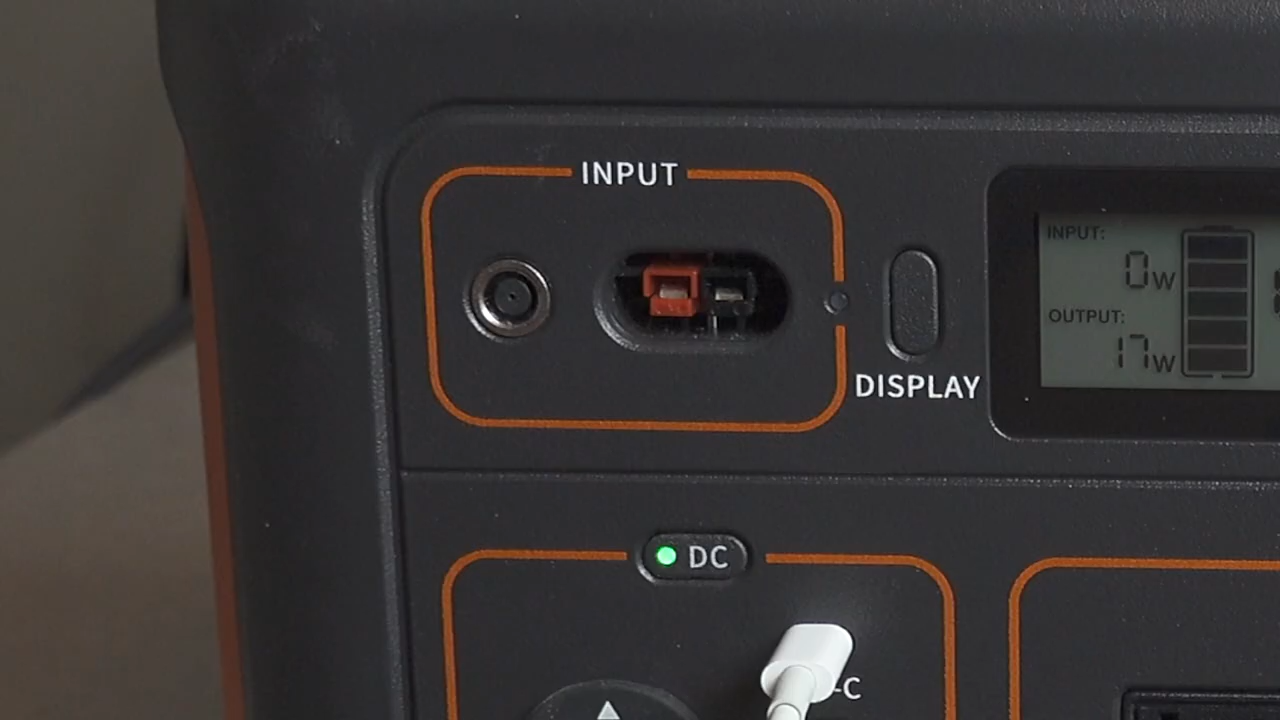 INPUT
INPUT:
0W
OUTPUT:
17W
DISPLAY
DC
-C